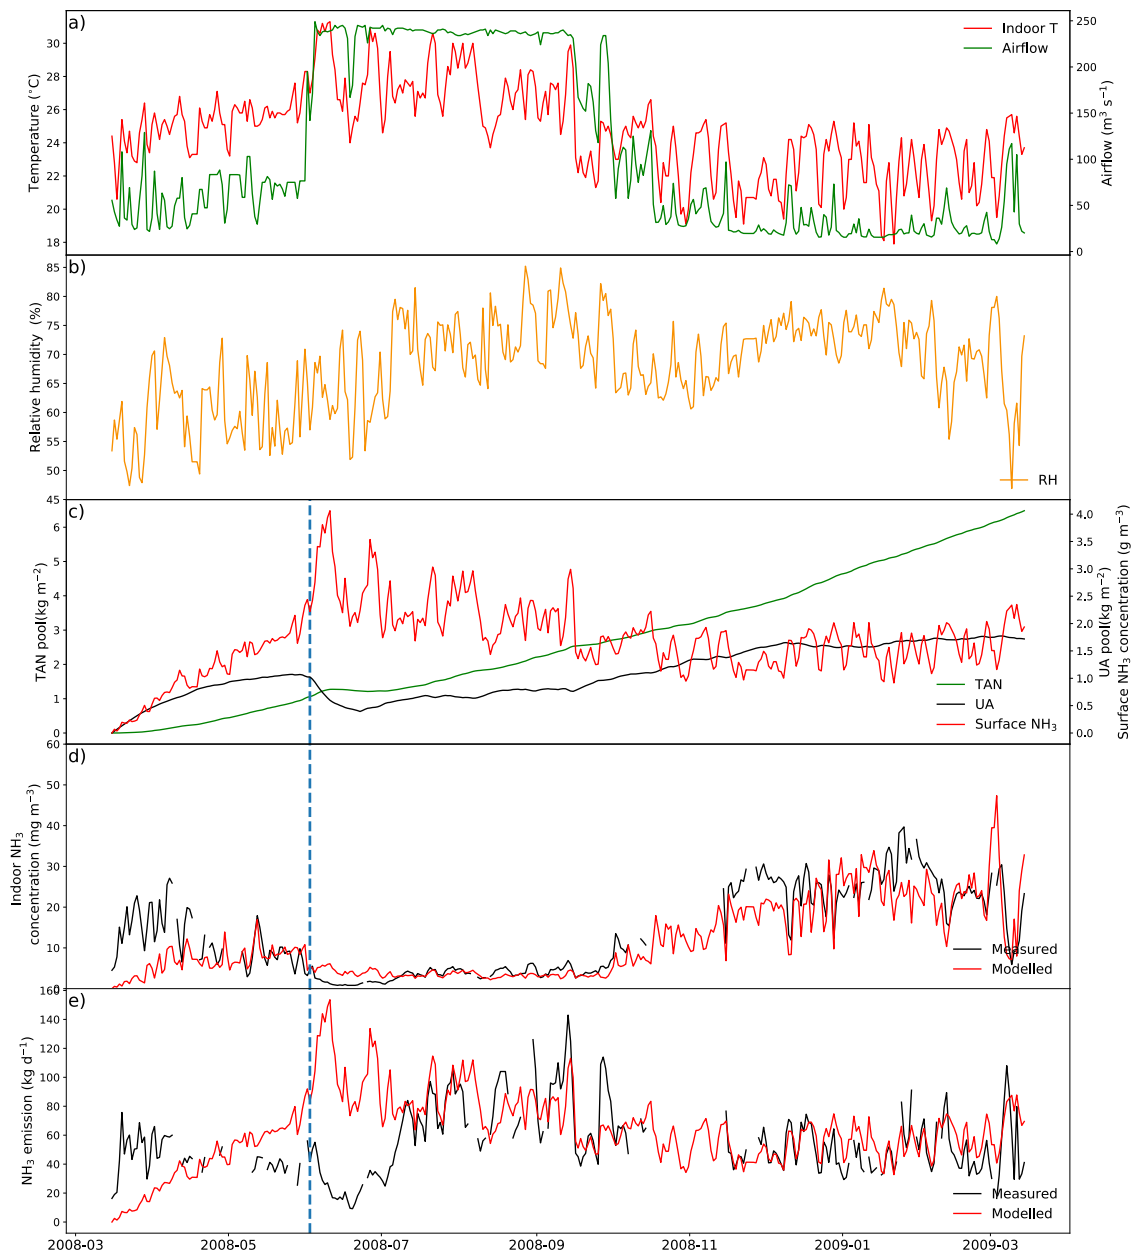 a)
Temperature (°C)
30
28
26
24
22
20
18
Indoor T
Airflow
250
200
150
100
50
0
Airflow (m³ s⁻¹)
b)
Relative humidity (%)
85
80
75
70
65
60
55
50
45
RH
c)
TAN pool(kg m⁻²)
6
5
4
3
2
1
0
TAN
UA
Surface NH₃
4.0
3.5
3.0
2.5
2.0
1.5
1.0
0.5
0.0
UA pool(kg m⁻²)
Surface NH₃ concentration (g m⁻³)
d)
Indoor NH₃
concentration (mg m⁻³)
60
50
40
30
20
10
0
Measured
Modelled
e)
NH₃ emission (kg d⁻¹)
160
140
120
100
80
60
40
20
0
Measured
Modelled
2008-03
2008-05
2008-07
2008-09
2008-11
2009-01
2009-03